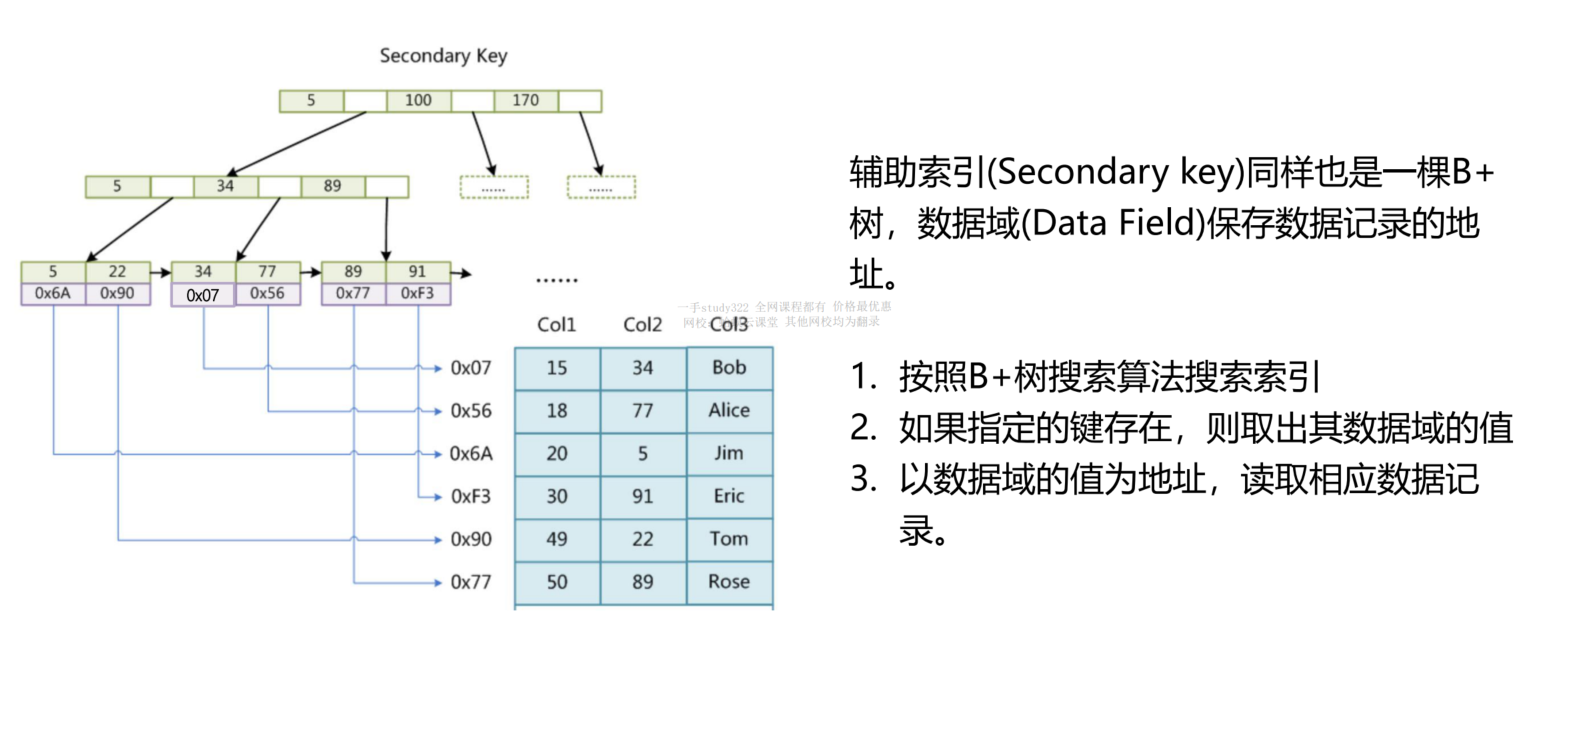 Secondary Key
5 100 170
5 34 89
...... ......
5 22 34 77 89 91
0x6A 0x90 0x07 0x56 0x77 0xF3
......
Col1 Col2 Col3
0x07 15 34 Bob
0x56 18 77 Alice
0x6A 20 5 Jim
0xF3 30 91 Eric
0x90 49 22 Tom
0x77 50 89 Rose
辅助索引(Secondary key)同样也是一棵B+
树，数据域(Data Field)保存数据记录的地
址。
一手study322 全网课程都有 价格最优惠
网校 云课堂 其他网校均为翻录
1. 按照B+树搜索算法搜索索引
2. 如果指定的键存在，则取出其数据域的值
3. 以数据域的值为地址，读取相应数据记
录。